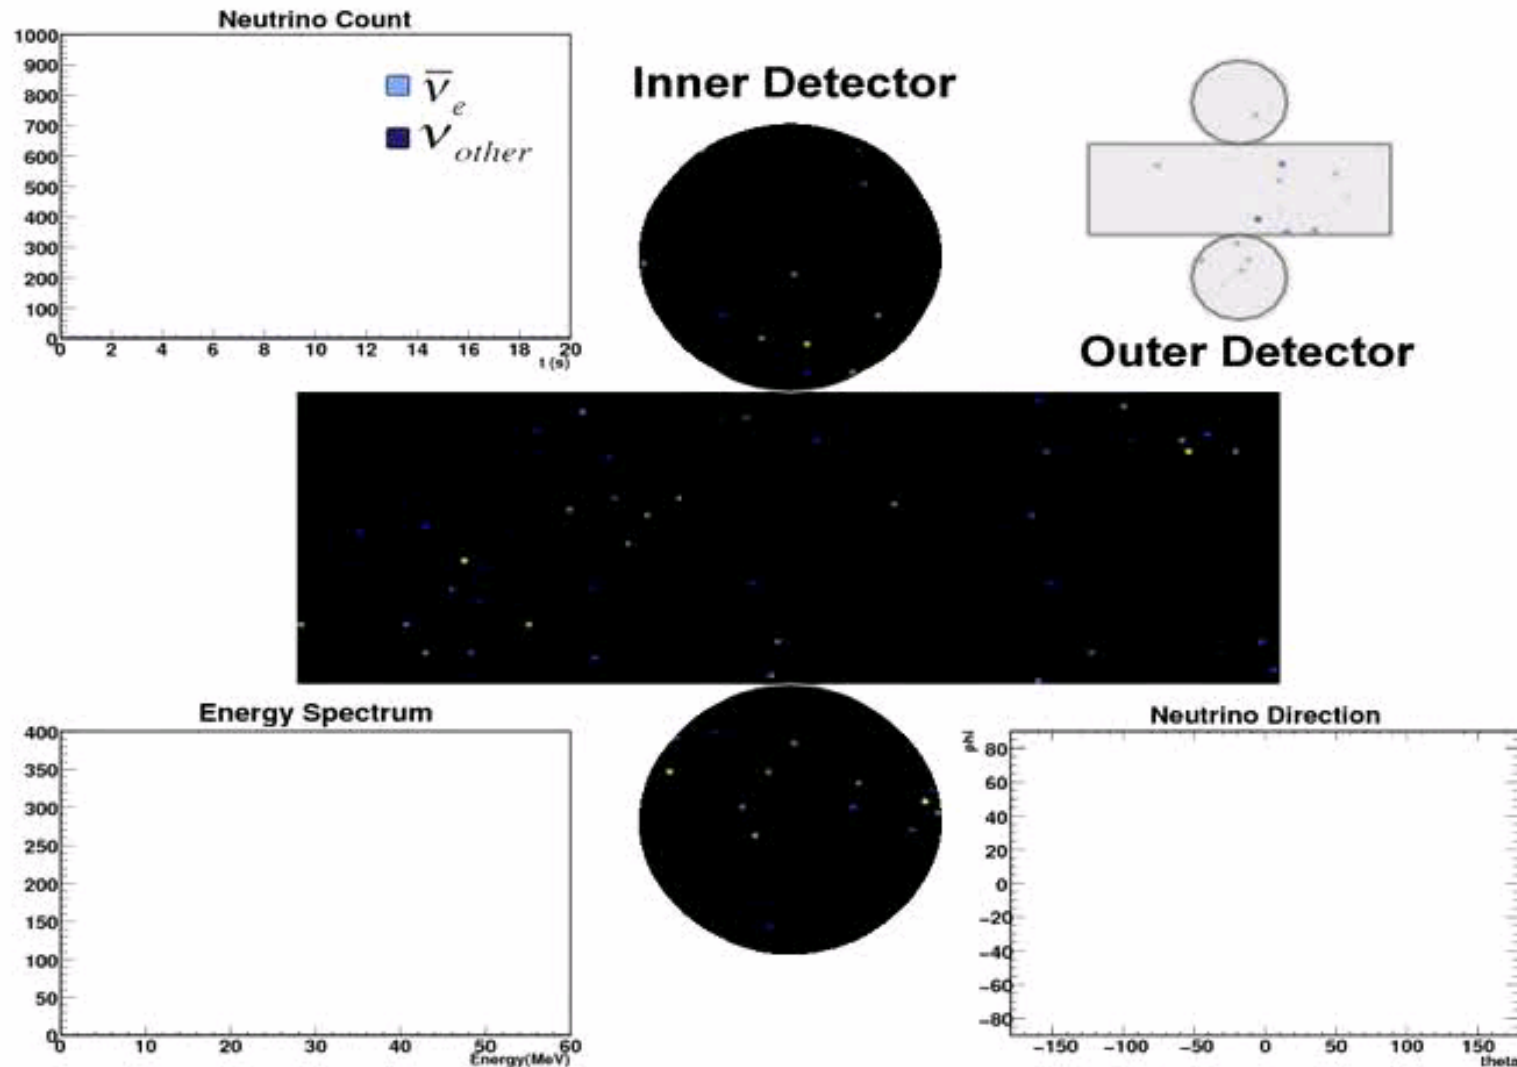 Neutrino Count
1000
900
800
700
600
500
400
300
200
100
0
0 2 4 6 8 10 12 14 16 18 20
t (s)
ν̅e
νother
Inner Detector
Outer Detector
Energy Spectrum
400
350
300
250
200
150
100
50
0
0 10 20 30 40 50 60
Energy(MeV)
Neutrino Direction
phi
80
60
40
20
0
−20
−40
−60
−80
−150 −100 −50 0 50 100 150
theta